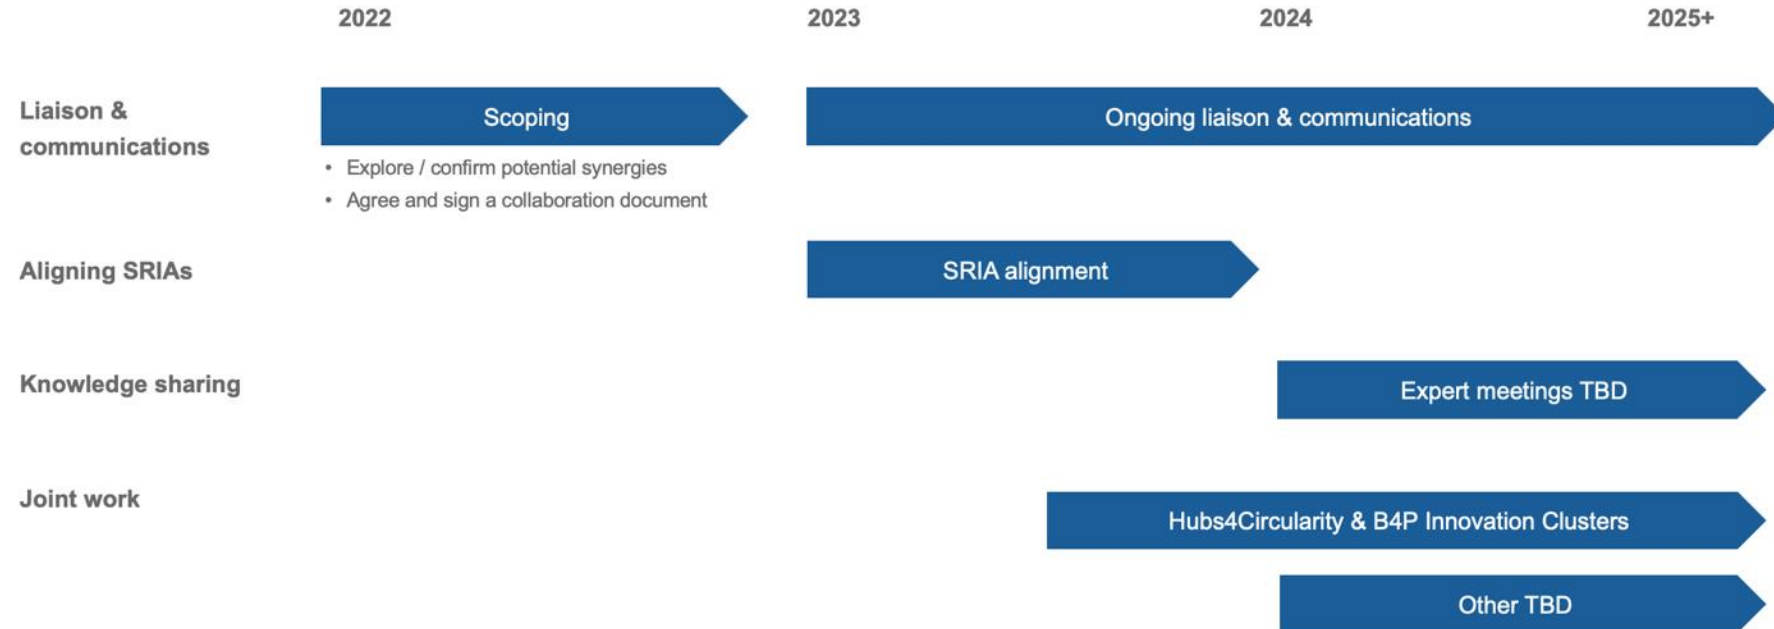 2022 2023 2024 2025+
Liaison &
communications
Scoping
Ongoing liaison & communications
• Explore / confirm potential synergies
• Agree and sign a collaboration document
Aligning SRIAs
SRIA alignment
Knowledge sharing
Expert meetings TBD
Joint work
Hubs4Circularity & B4P Innovation Clusters
Other TBD